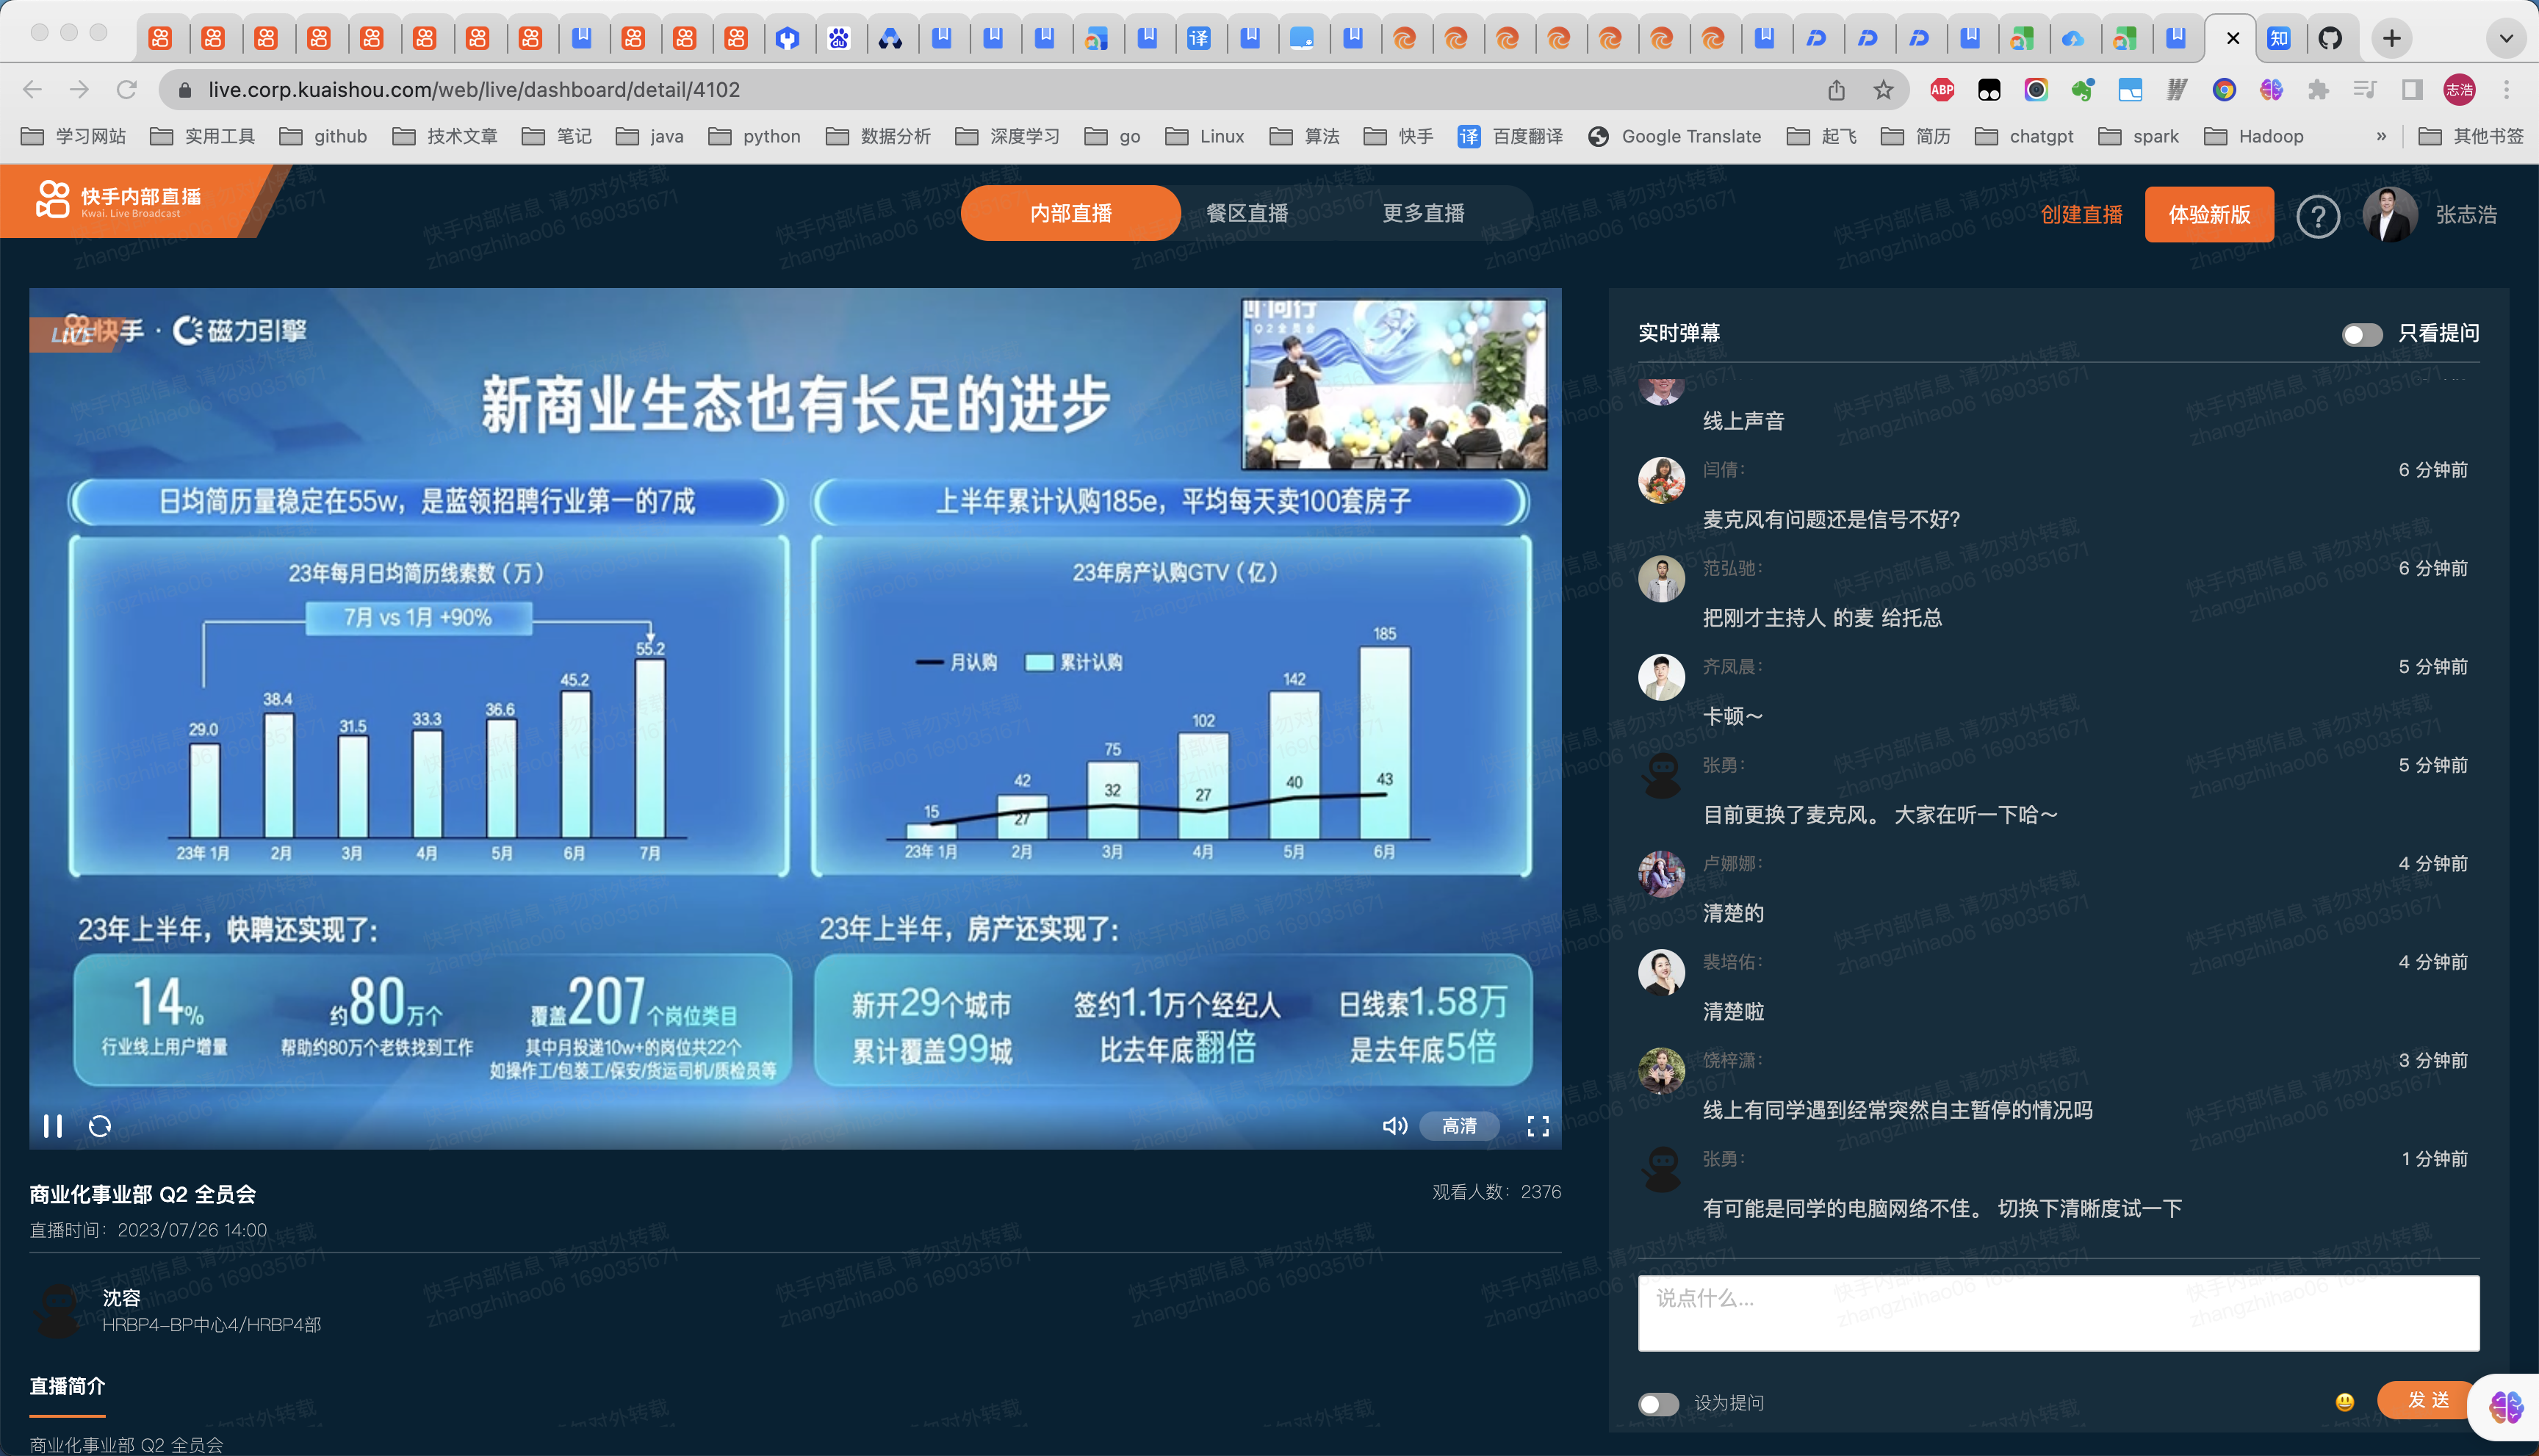 live.corp.kuaishou.com/web/live/dashboard/detail/4102
ABP
志浩
译
知
学习网站
实用工具
github
技术文章
笔记
java
python
数据分析
深度学习
go
Linux
算法
快手
译 百度翻译
Google Translate
起飞
简历
chatgpt
spark
Hadoop
»
其他书签
快手内部直播
Kwai. Live Broadcast
内部直播
餐区直播
更多直播
创建直播
体验新版
?
张志浩
LIVE
快手 · 磁力引擎
新商业生态也有长足的进步
心·同行
Q2全员会
日均简历量稳定在55w，是蓝领招聘行业第一的7成
23年每月日均简历线索数（万）
7月 vs 1月 +90%
29.0
38.4
31.5
33.3
36.6
45.2
55.2
23年 1月
2月
3月
4月
5月
6月
7月
上半年累计认购185e，平均每天卖100套房子
23年房产认购GTV（亿）
月认购
累计认购
15
42
75
102
142
185
27
32
27
40
43
23年 1月
2月
3月
4月
5月
6月
23年上半年，快聘还实现了：
14%
行业线上用户增量
约80万个
帮助约80万个老铁找到工作
覆盖207个岗位类目
其中月投递10w+的岗位共22个
如操作工/包装工/保安/货运司机/质检员等
23年上半年，房产还实现了：
新开29个城市
累计覆盖99城
签约1.1万个经纪人
比去年底翻倍
日线索1.58万
是去年底5倍
高清
商业化事业部 Q2 全员会
观看人数：2376
直播时间：2023/07/26 14:00
沈容
HRBP4-BP中心4/HRBP4部
直播简介
商业化事业部 Q2 全员会
实时弹幕
只看提问
线上声音
闫倩：
6 分钟前
麦克风有问题还是信号不好?
范弘驰：
6 分钟前
把刚才主持人 的麦 给托总
齐凤晨：
5 分钟前
卡顿～
张勇：
5 分钟前
目前更换了麦克风。 大家在听一下哈～
卢娜娜：
4 分钟前
清楚的
裴培佑：
4 分钟前
清楚啦
饶梓潇：
3 分钟前
线上有同学遇到经常突然自主暂停的情况吗
张勇：
1 分钟前
有可能是同学的电脑网络不佳。 切换下清晰度试一下
说点什么...
设为提问
发 送
快手内部信息 请勿对外转载
zhangzhihao06 1690351671